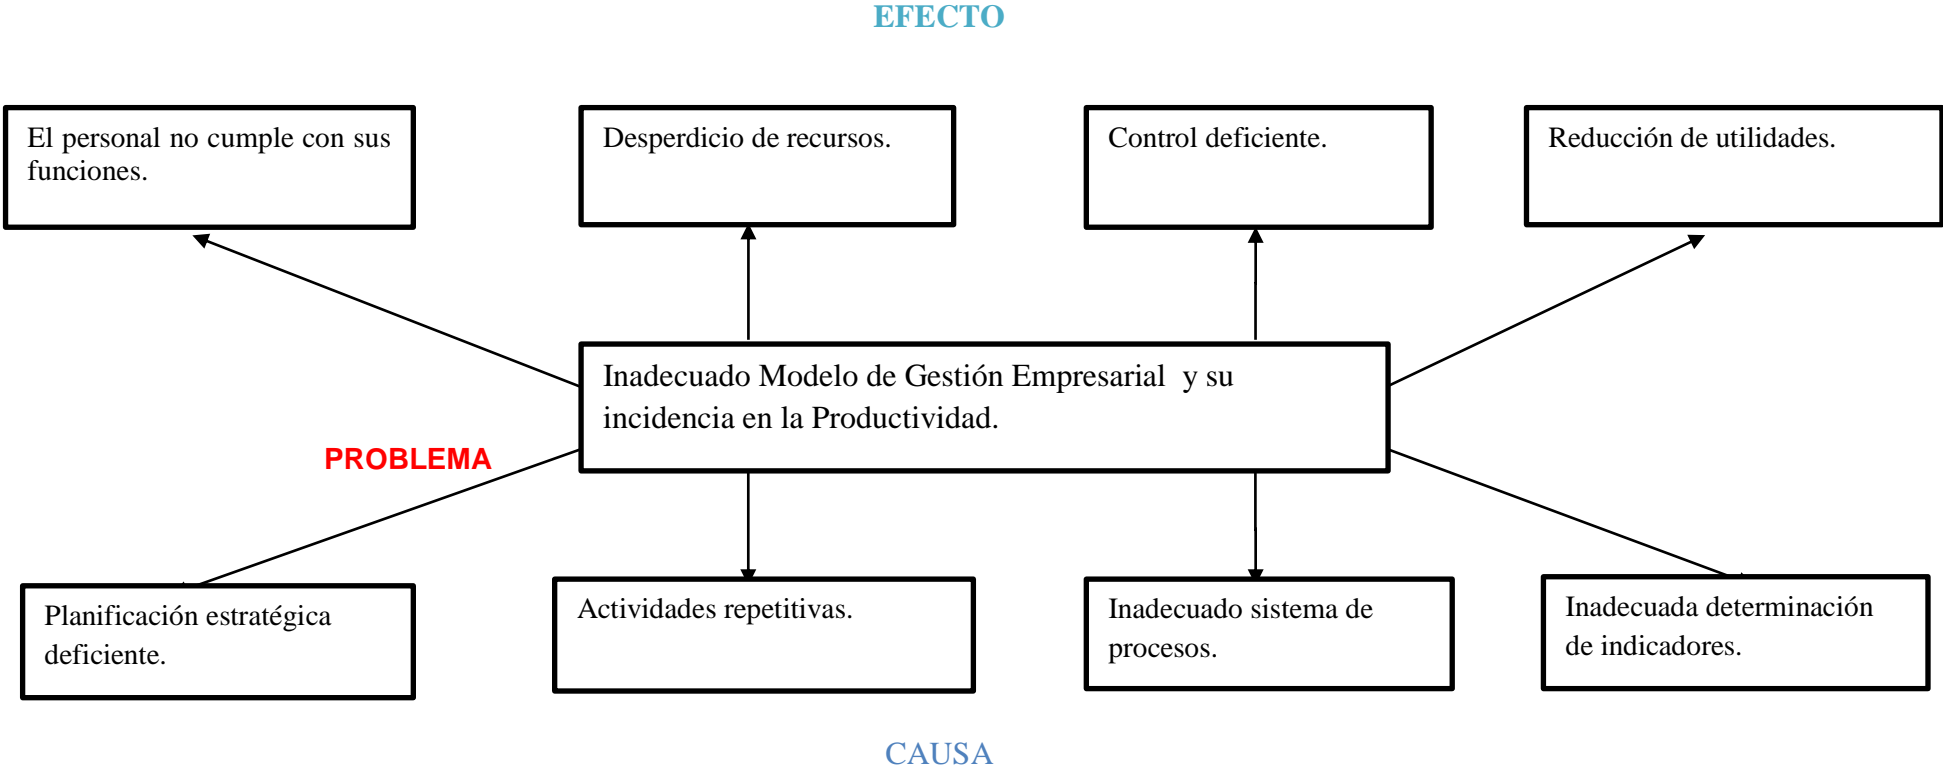 EFECTO
El personal no cumple con sus
funciones.
Desperdicio de recursos.
Control deficiente.
Reducción de utilidades.
Inadecuado Modelo de Gestión Empresarial  y su
incidencia en la Productividad.
PROBLEMA
Planificación estratégica
deficiente.
Actividades repetitivas.
Inadecuado sistema de
procesos.
Inadecuada determinación
de indicadores.
CAUSA